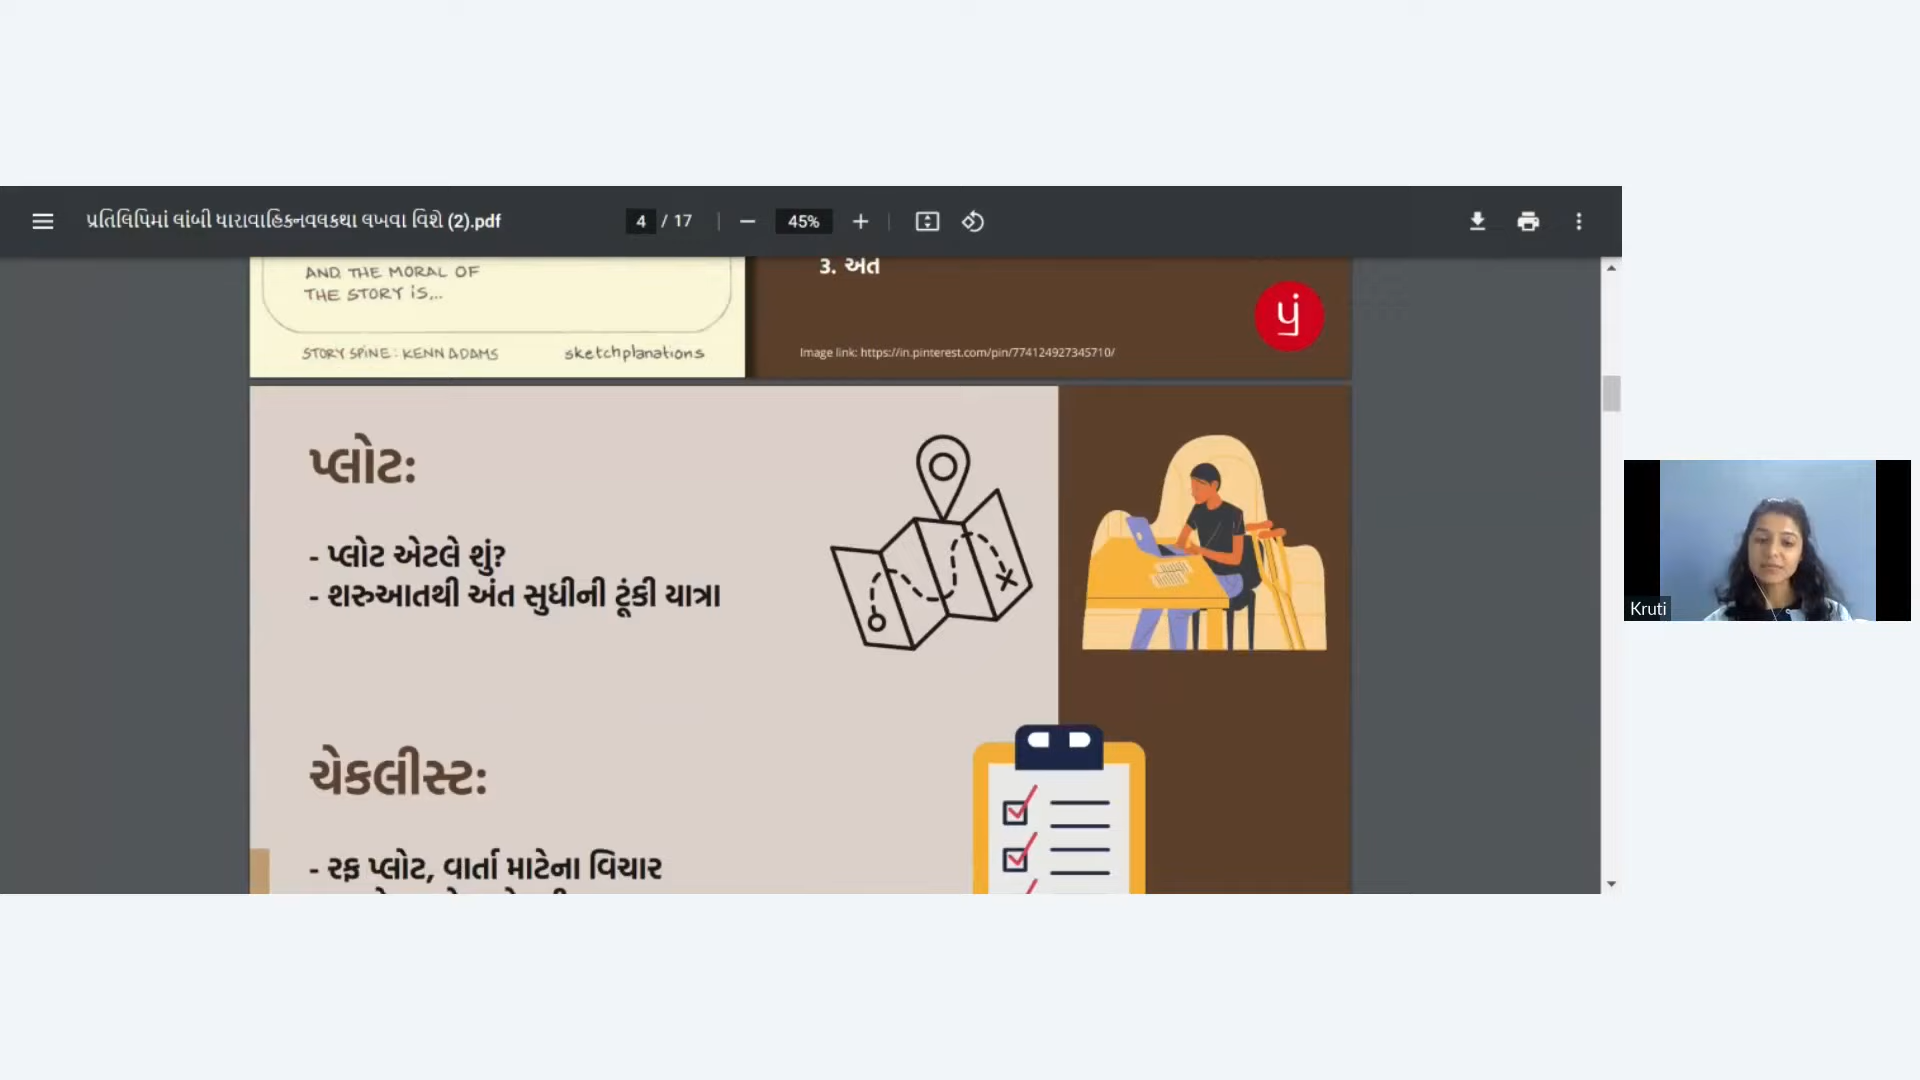 પ્રતિલિપિમાં લાંબી ધારાવાહિકનવલકથા લખવા વિશે (2).pdf
4 / 17
45%
AND THE MORAL OF
THE STORY IS...
STORY SPINE: KENN ADAMS
sketchplanations
3. અંત
Image link: https://in.pinterest.com/pin/774124927345710/
પ્લોટ:
- પ્લોટ એટલે શું?
- શરુઆતથી અંત સુધીની ટૂંકી યાત્રા
ચેકલીસ્ટ:
- રફ પ્લોટ, વાર્તા માટેના વિચાર
Kruti